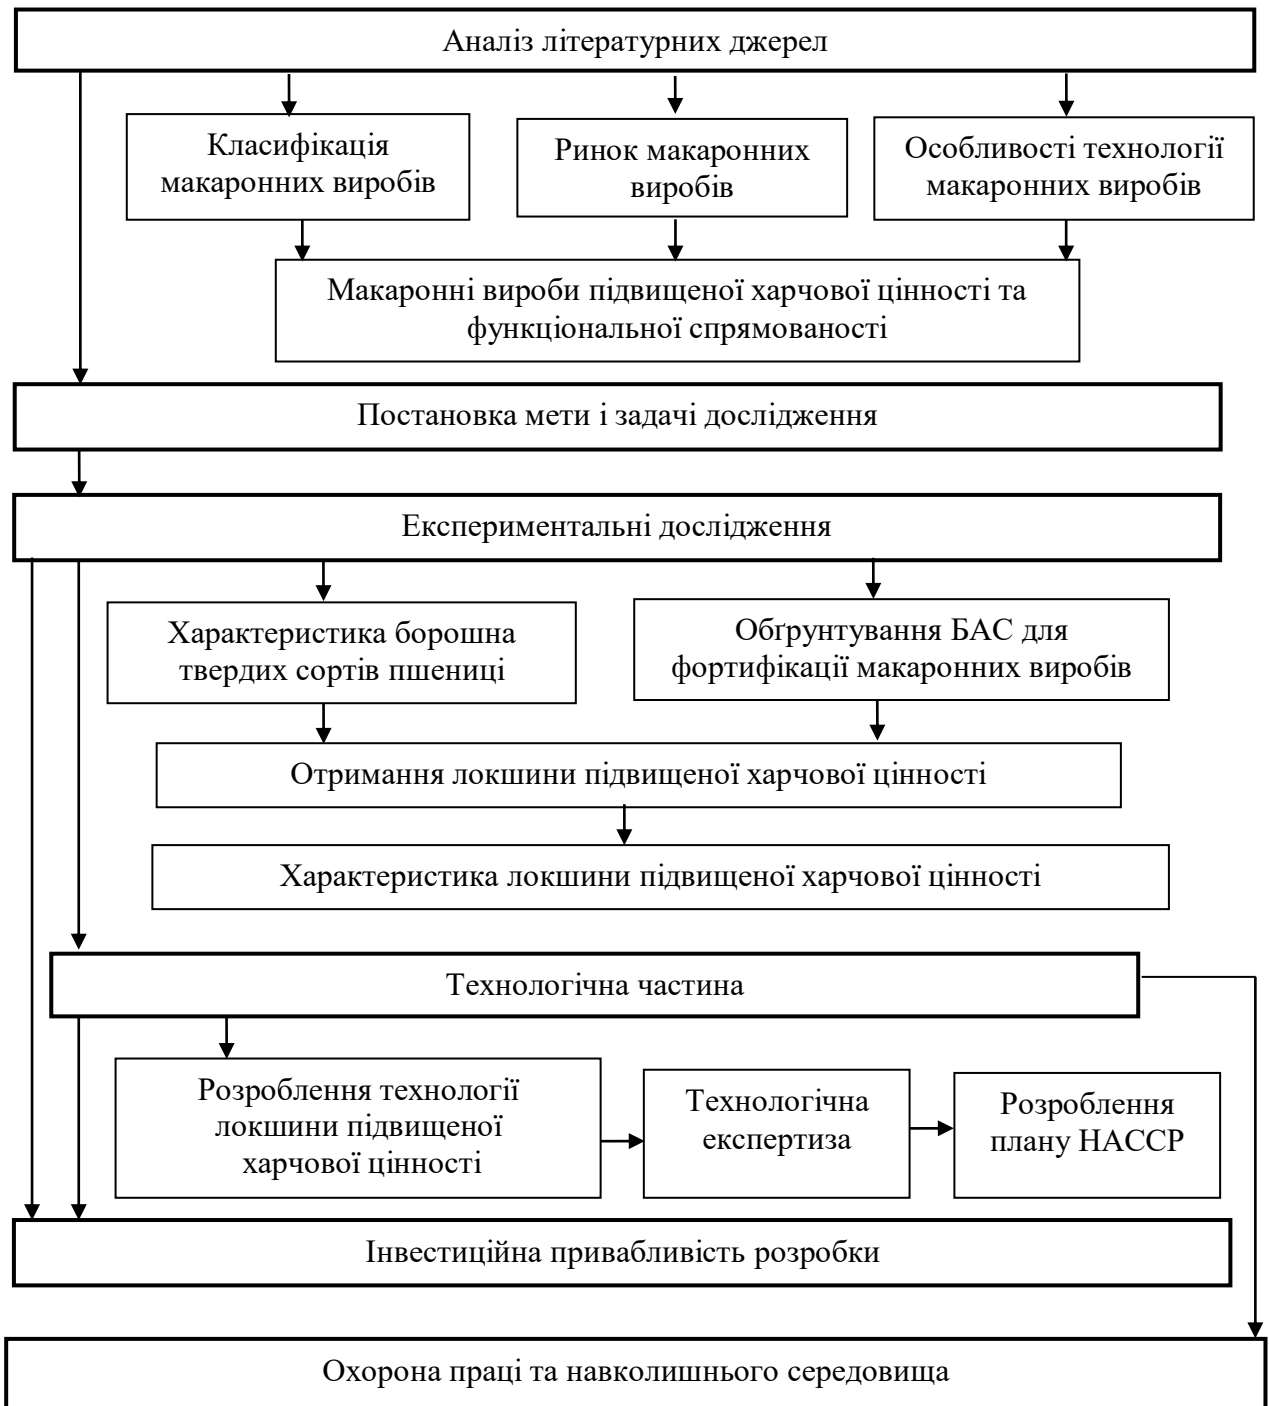 Аналіз літературних джерел
Класифікація
макаронних виробів
Ринок макаронних
виробів
Особливості технології
макаронних виробів
Макаронні вироби підвищеної харчової цінності та
функціональної спрямованості
Постановка мети і задачі дослідження
Експериментальні дослідження
Характеристика борошна
твердих сортів пшениці
Обґрунтування БАС для
фортифікації макаронних виробів
Отримання локшини підвищеної харчової цінності
Характеристика локшини підвищеної харчової цінності
Технологічна частина
Розроблення технології
локшини підвищеної
харчової цінності
Технологічна
експертиза
Розроблення
плану НАССР
Інвестиційна привабливість розробки
Охорона праці та навколишнього середовища